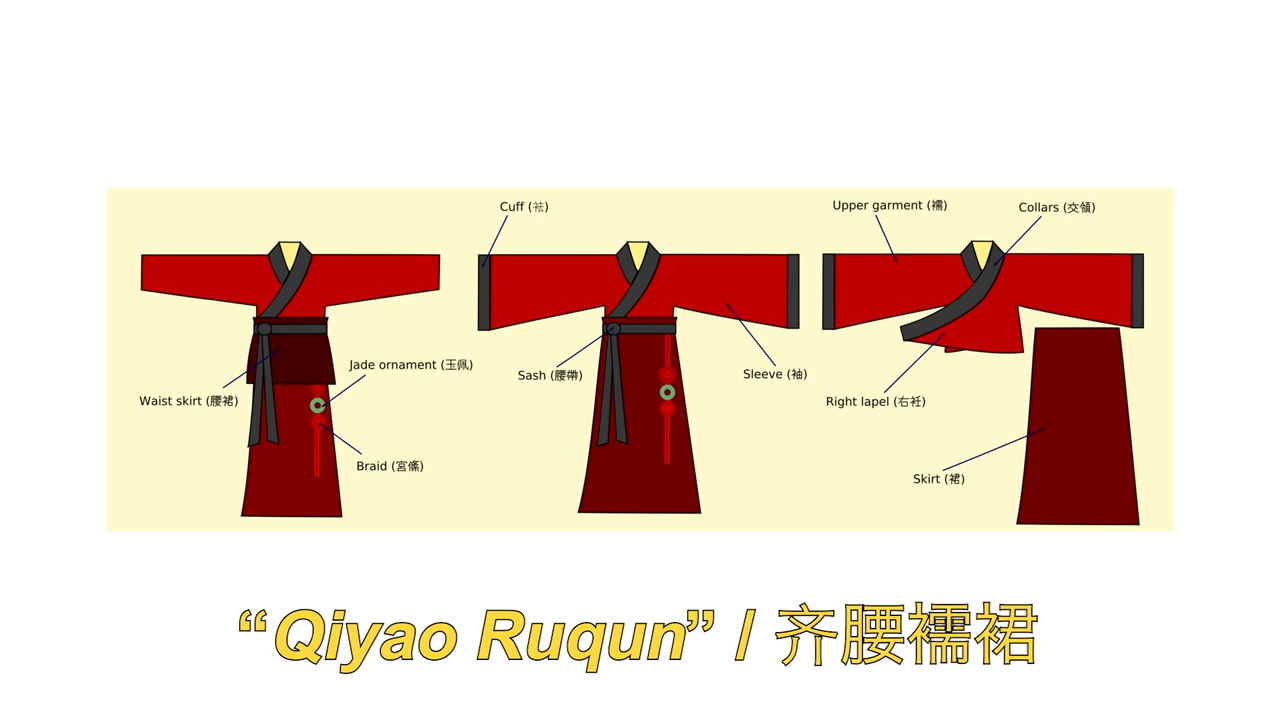 Cuff (袪)
Upper garment (襦)
Collars (交領)
Jade ornament (玉佩)
Sash (腰帶)
Sleeve (袖)
Waist skirt (腰裙)
Right lapel (右衽)
Braid (宮絛)
Skirt (裙)
“Qiyao Ruqun” / 齐腰襦裙